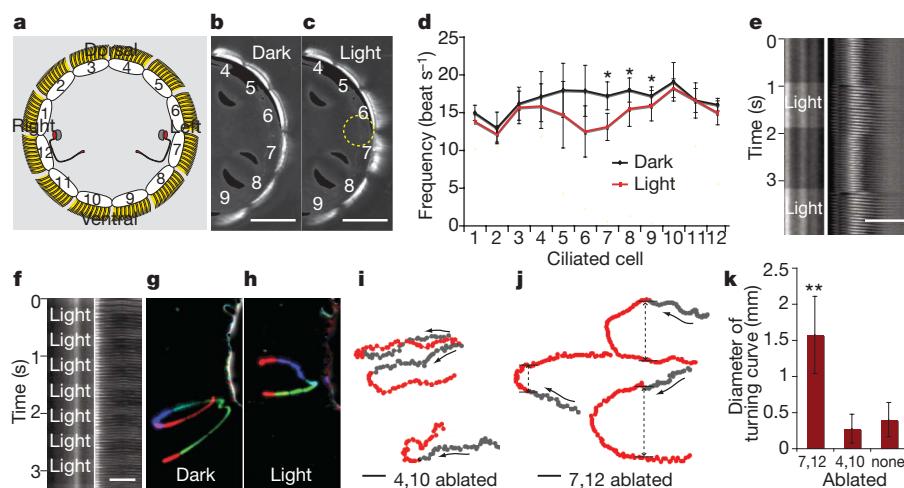 a
Dorsal
3 4
2 5
1 6
Right Left
12 7
11 8
10 9
Ventral
b
Dark
4
5
6
7
8
9
c
Light
4
5
6
7
8
9
d
Frequency (beat s⁻¹)
25
20
15
10
5
0
* * *
Dark
Light
1 2 3 4 5 6 7 8 9 10 11 12
Ciliated cell
e
Time (s)
0
1
2
3
Light
Light
f
Time (s)
0
1
2
3
Light
Light
Light
Light
Light
Light
g
Dark
h
Light
i
4,10 ablated
j
7,12 ablated
k
Diameter of
turning curve (mm)
2.5
2
1.5
1
0.5
0
**
7,12 4,10 none
Ablated